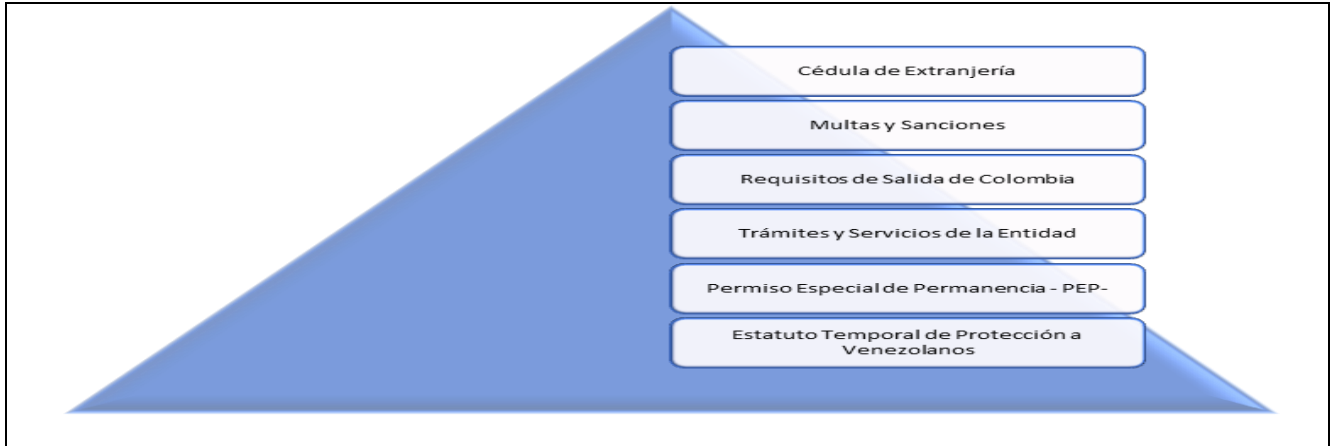 Cédula de Extranjería
Multas y Sanciones
Requisitos de Salida de Colombia
Trámites y Servicios de la Entidad
Permiso Especial de Permanencia - PEP-
Estatuto Temporal de Protección a
Venezolanos